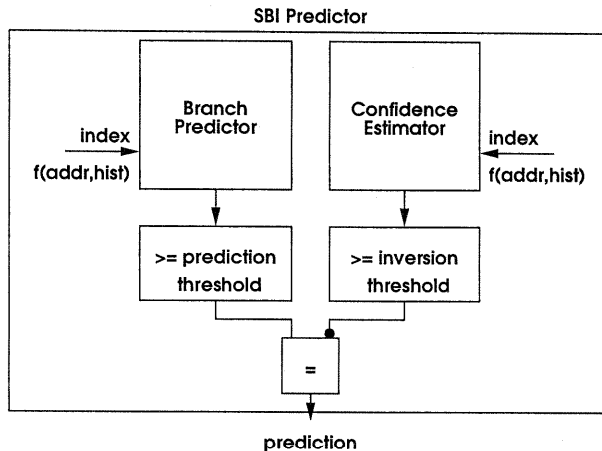 SBI Predictor
Branch
Predictor
Confidence
Estimator
index
f(addr,hist)
index
f(addr,hist)
>= prediction
threshold
>= inversion
threshold
=
prediction